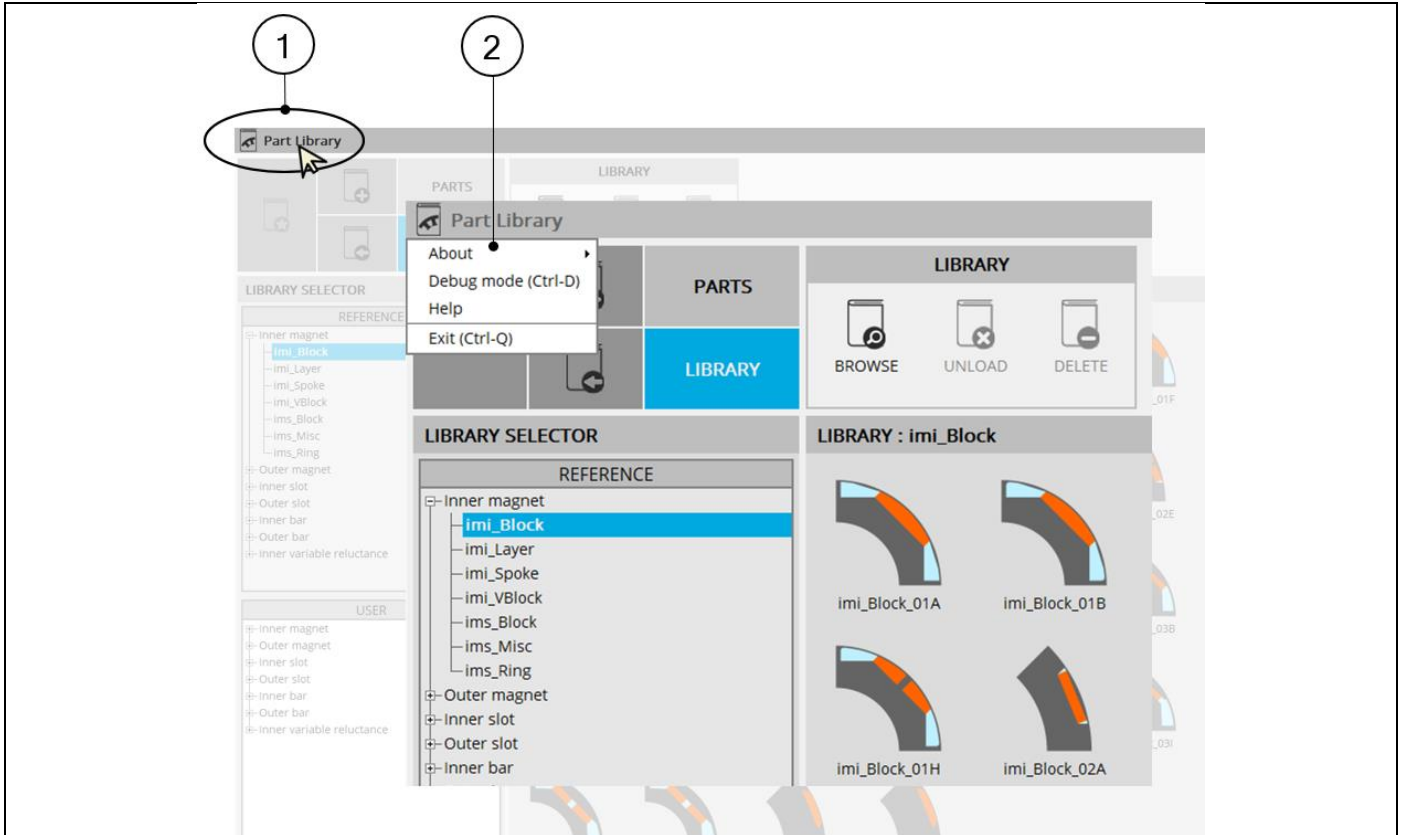 1
2
Part Library
LIBRARY
PARTS
Part Library
About
Debug mode (Ctrl-D)
Help
Exit (Ctrl-Q)
PARTS
LIBRARY
LIBRARY
BROWSE
UNLOAD
DELETE
LIBRARY SELECTOR
REFERENCE
Inner magnet
imi_Block
imi_Layer
imi_Spoke
imi_VBlock
ims_Block
ims_Misc
ims_Ring
Outer magnet
Inner slot
Outer slot
Inner bar
LIBRARY : imi_Block
imi_Block_01A
imi_Block_01B
imi_Block_01H
imi_Block_02A
LIBRARY SELECTOR
REFERENCE
Inner magnet
imi_Block
imi_Layer
imi_Spoke
imi_VBlock
ims_Block
ims_Misc
ims_Ring
Outer magnet
Inner slot
Outer slot
Inner bar
Outer bar
Inner variable reluctance
USER
Inner magnet
Outer magnet
Inner slot
Outer slot
Inner bar
Outer bar
Inner variable reluctance
_01F
_02E
_03B
_03I